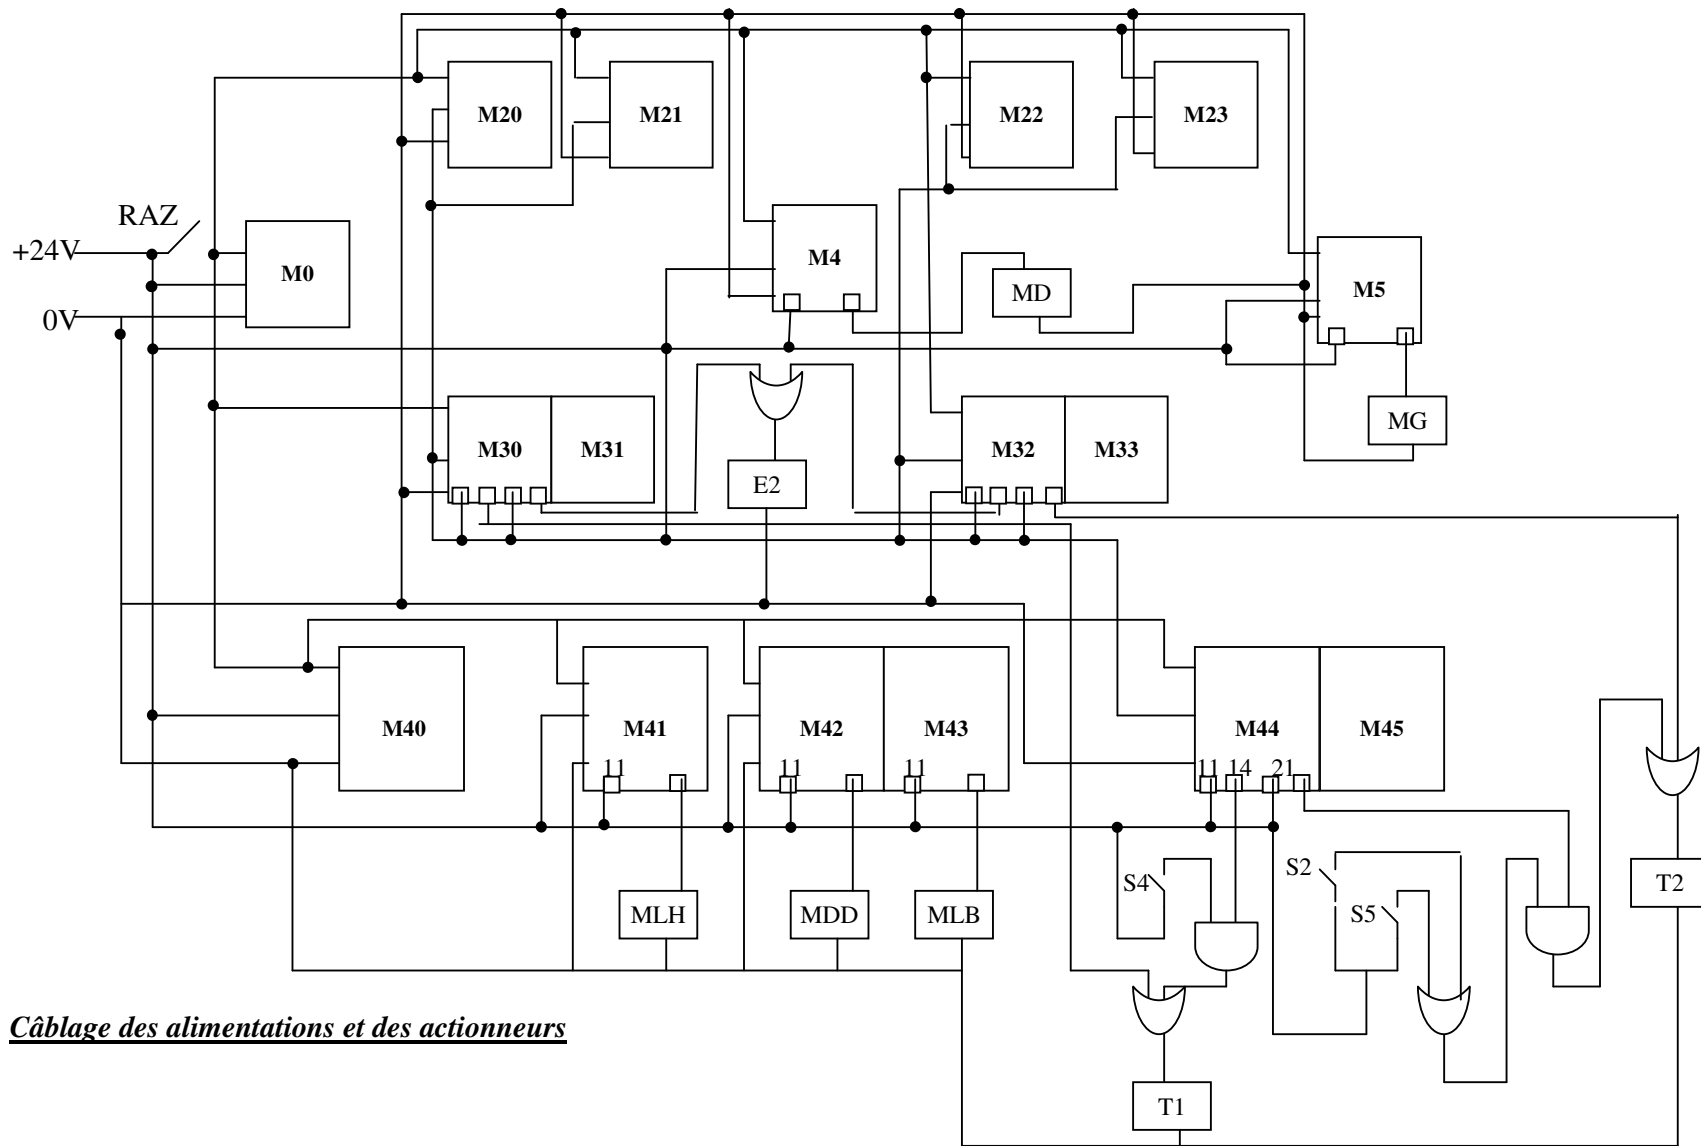 M20
M21
M22
M23
RAZ
+24V
M0
0V
M4
MD
M5
MG
M30
M31
E2
M32
M33
M40
M41
11
M42
11
M43
11
M44
M45
11
14
21
S4
S2
S5
T2
MLH
MDD
MLB
Câblage des alimentations et des actionneurs
T1